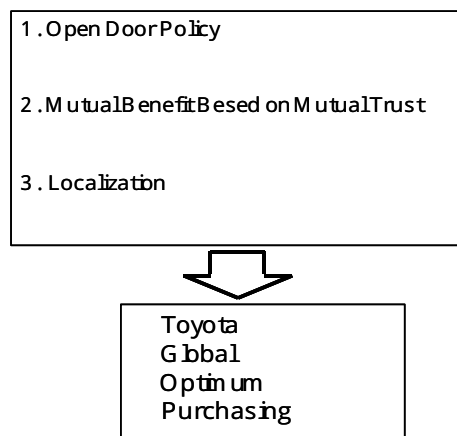 1. Open Door Policy
2. Mutual Benefit Besed on Mutual Trust
3. Localization
Toyota
Global
Optimum
Purchasing